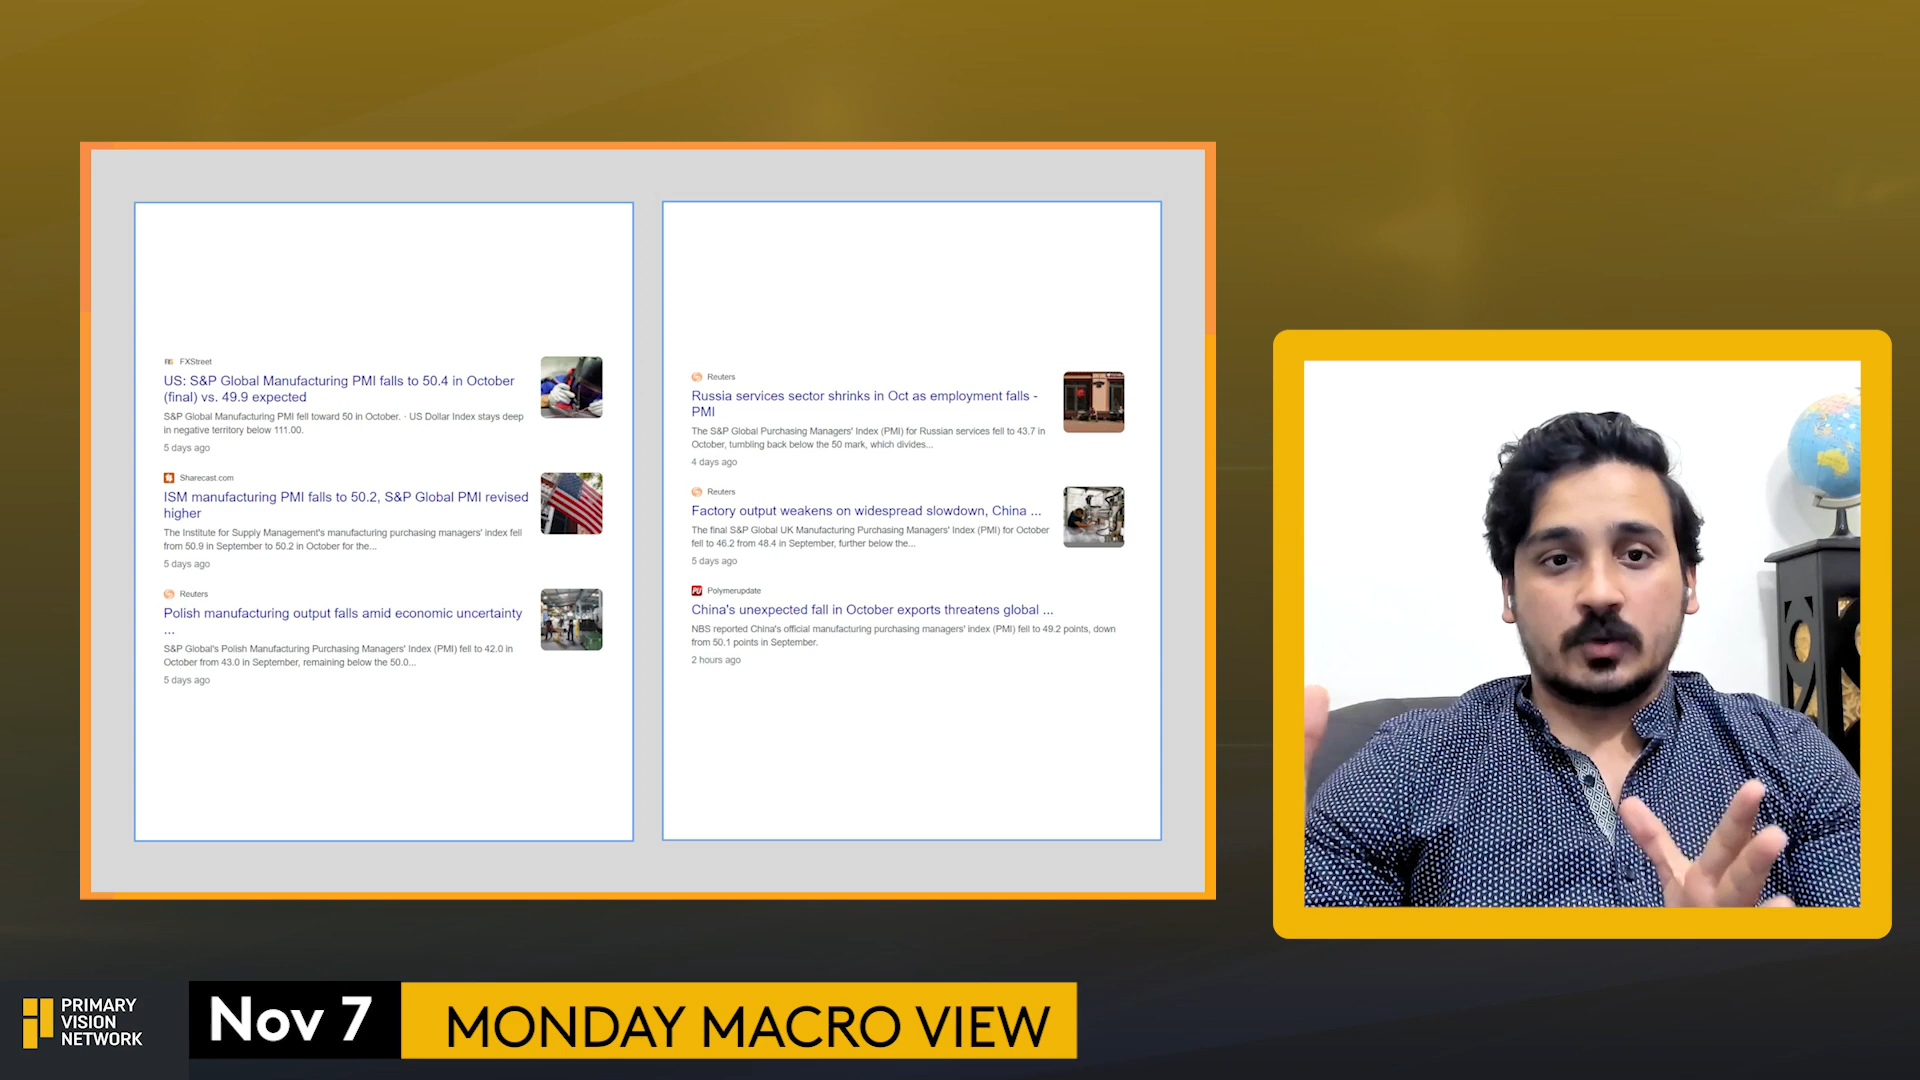 FXStreet
US: S&P Global Manufacturing PMI falls to 50.4 in October
(final) vs. 49.9 expected
S&P Global Manufacturing PMI fell toward 50 in October. · US Dollar Index stays deep
in negative territory below 111.00.
5 days ago
Sharecast.com
ISM manufacturing PMI falls to 50.2, S&P Global PMI revised
higher
The Institute for Supply Management's manufacturing purchasing managers' index fell
from 50.9 in September to 50.2 in October for the...
5 days ago
Reuters
Polish manufacturing output falls amid economic uncertainty
...
S&P Global's Polish Manufacturing Purchasing Managers' Index (PMI) fell to 42.0 in
October from 43.0 in September, remaining below the 50.0...
5 days ago
Reuters
Russia services sector shrinks in Oct as employment falls -
PMI
The S&P Global Purchasing Managers' Index (PMI) for Russian services fell to 43.7 in
October, tumbling back below the 50 mark, which divides...
4 days ago
Reuters
Factory output weakens on widespread slowdown, China ...
The final S&P Global UK Manufacturing Purchasing Managers' Index (PMI) for October
fell to 46.2 from 48.4 in September, further below the...
5 days ago
PU Polymerupdate
China's unexpected fall in October exports threatens global ...
NBS reported China's official manufacturing purchasing managers' index (PMI) fell to 49.2 points, down
from 50.1 points in September.
2 hours ago
PRIMARY
VISION
NETWORK
Nov 7
MONDAY MACRO VIEW